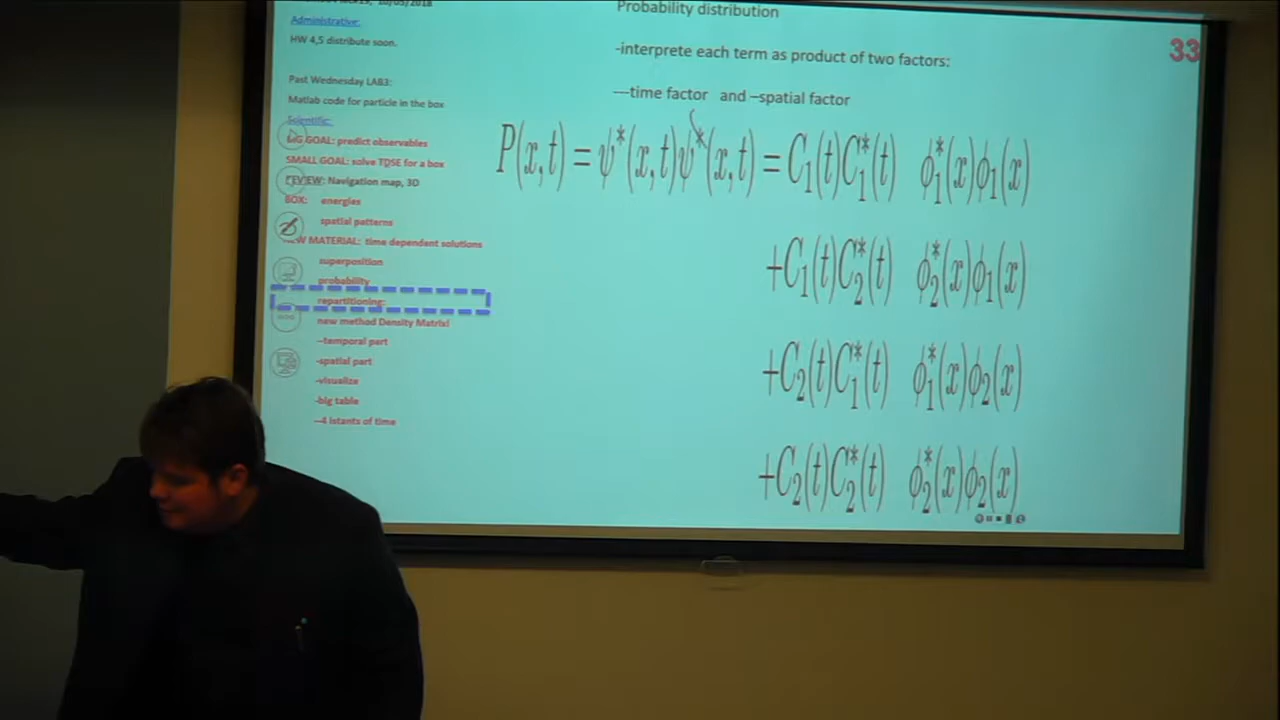 10/05/2018
Administrative:
HW 4,5 distribute soon.
Past Wednesday LAB3:
Matlab code for particle in the box
Scientific:
BIG GOAL: predict observables
SMALL GOAL: solve TDSE for a box
REVIEW: Navigation map, 3D
BOX: energies
spatial patterns
NEW MATERIAL: time dependent solutions
superposition
probability
repartitioning:
new method Density Matrix!
--temporal part
-spatial part
-visualize
-big table
--4 istants of time
Probability distribution
33
-interprete each term as product of two factors:
---time factor and –spatial factor
P(x,t) = ψ*(x,t)ψ*(x,t) = C₁(t)C₁*(t) ϕ₁*(x)ϕ₁(x)
+C₁(t)C₂*(t) ϕ₂*(x)ϕ₁(x)
+C₂(t)C₁*(t) ϕ₁*(x)ϕ₂(x)
+C₂(t)C₂*(t) ϕ₂*(x)ϕ₂(x)